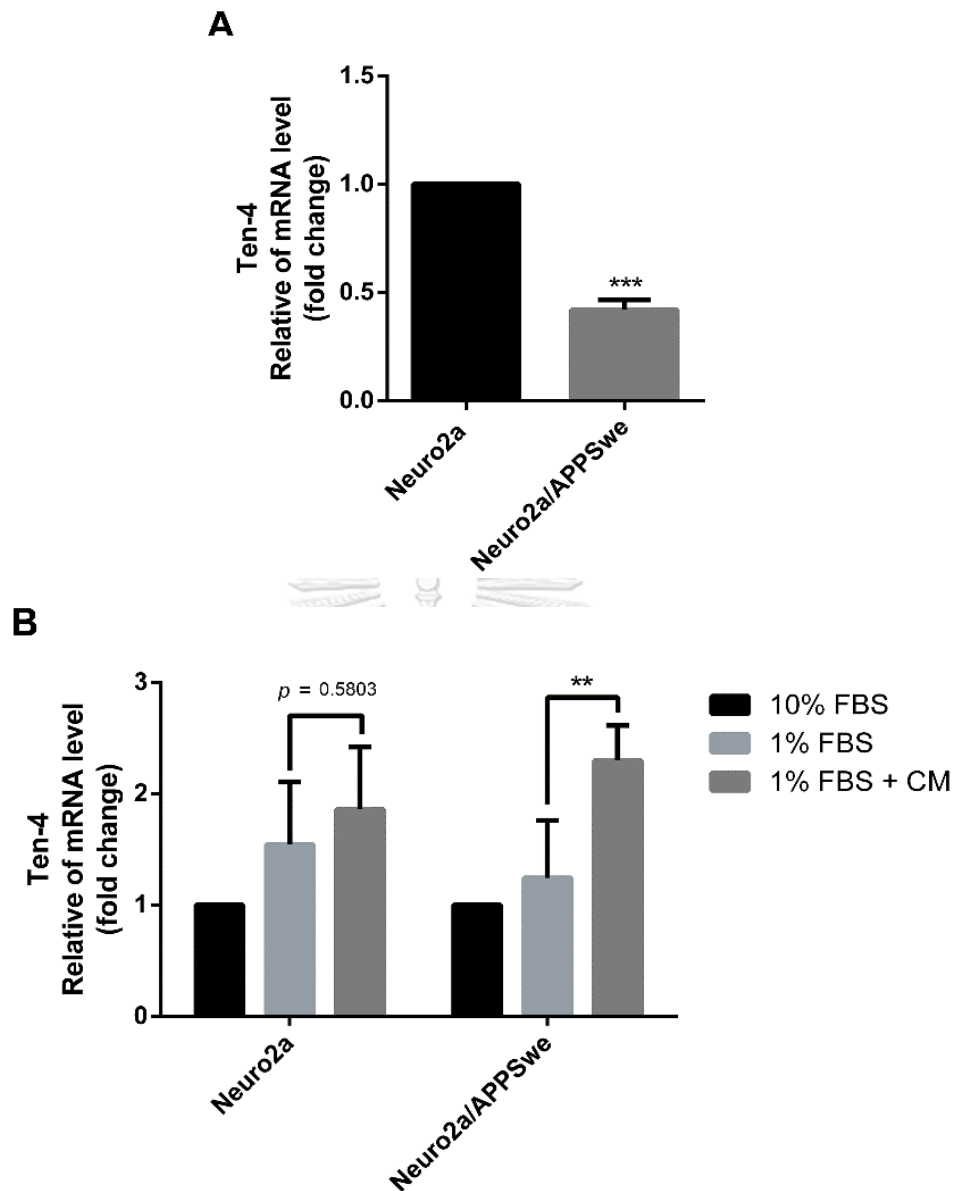 A
Ten-4
Relative of mRNA level
(fold change)
1.5
1.0
0.5
0.0
***
Neuro2a
Neuro2a/APPSwe
B
Ten-4
Relative of mRNA level
(fold change)
3
2
1
0
p = 0.5803
**
Neuro2a
Neuro2a/APPSwe
10% FBS
1% FBS
1% FBS + CM